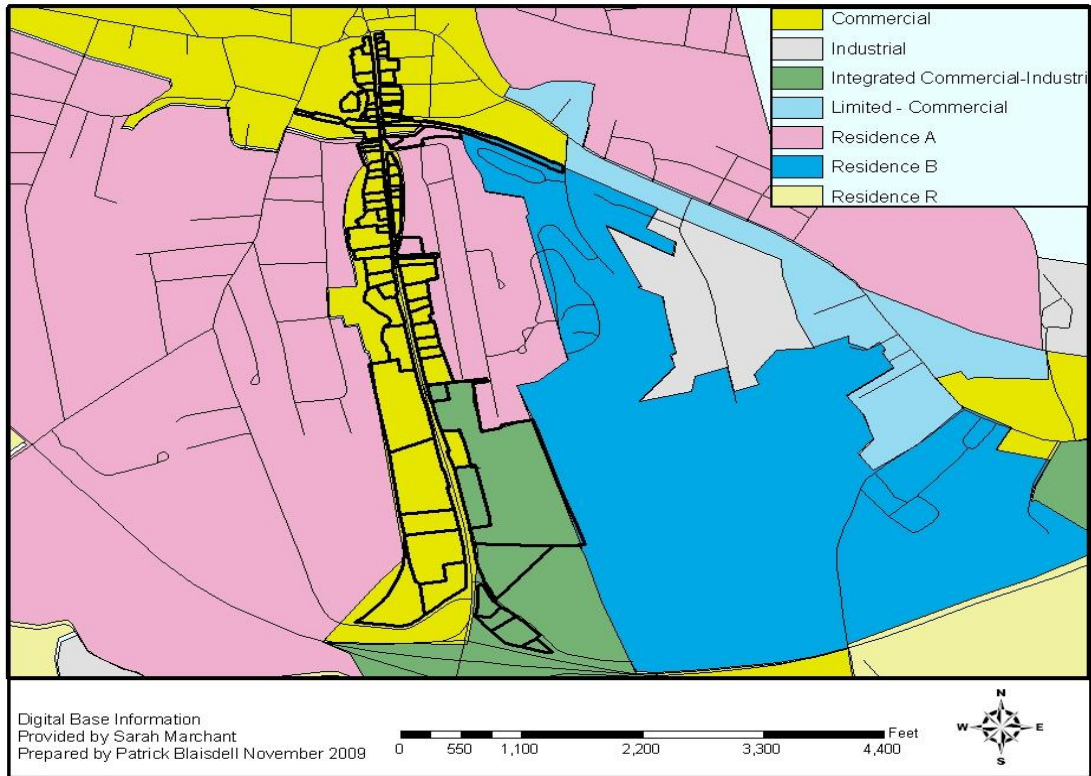 Commercial
Industrial
Integrated Commercial-Industri
Limited - Commercial
Residence A
Residence B
Residence R
Digital Base Information
Provided by Sarah Marchant
Prepared by Patrick Blaisdell November 2009
Feet
0 550 1,100 2,200 3,300 4,400
N
W E
S